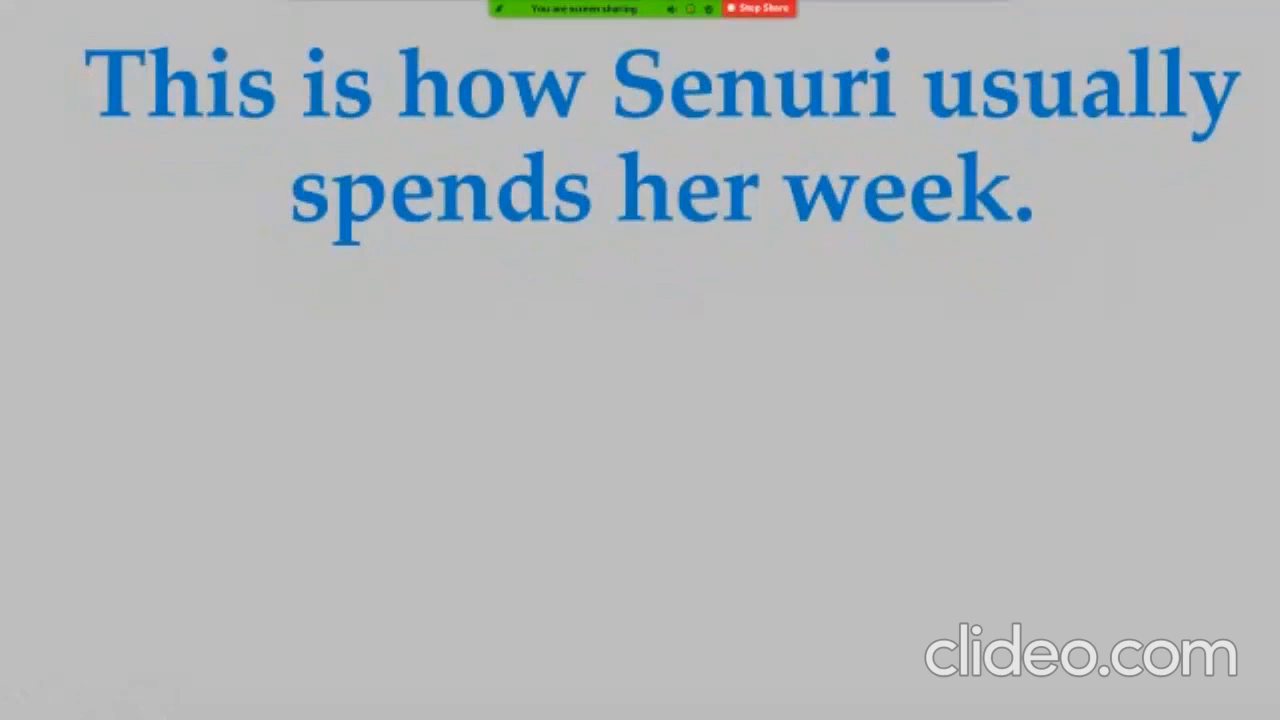 You are screen sharing Stop Share
This is how Senuri usually
spends her week.
clideo.com